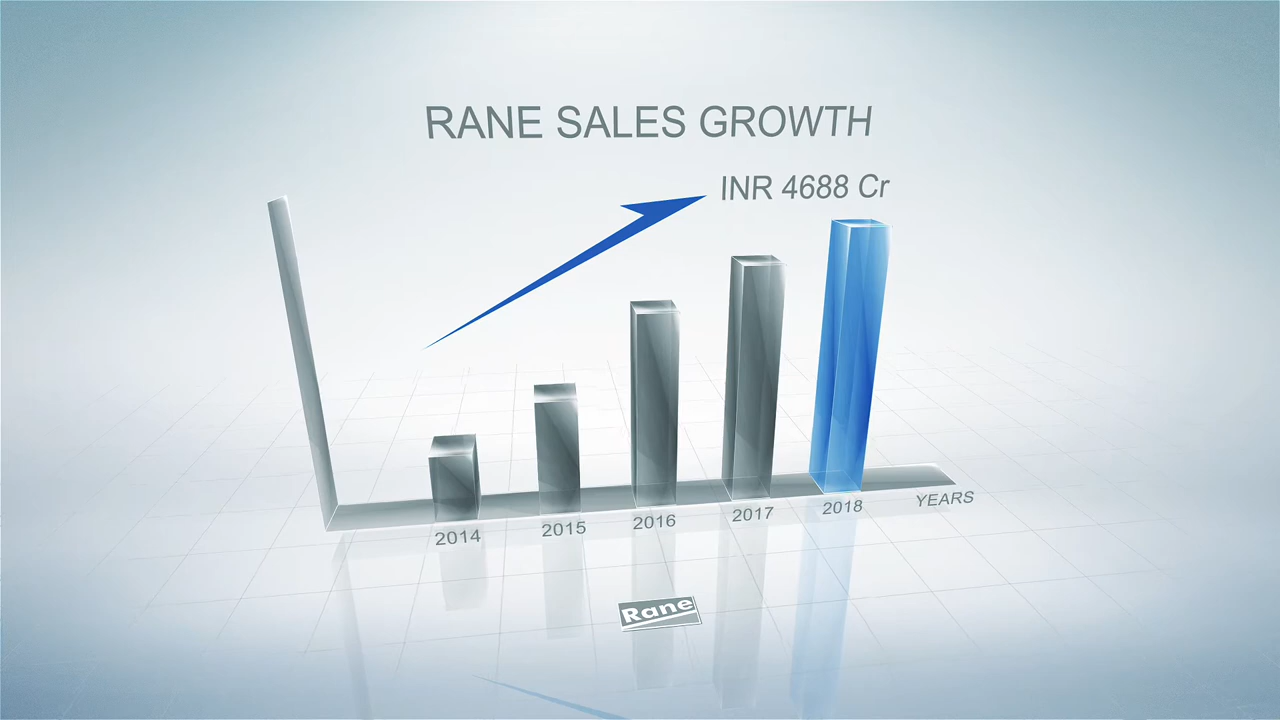 RANE SALES GROWTH
INR 4688 Cr
2014
2015
2016
2017
2018
YEARS
Rane